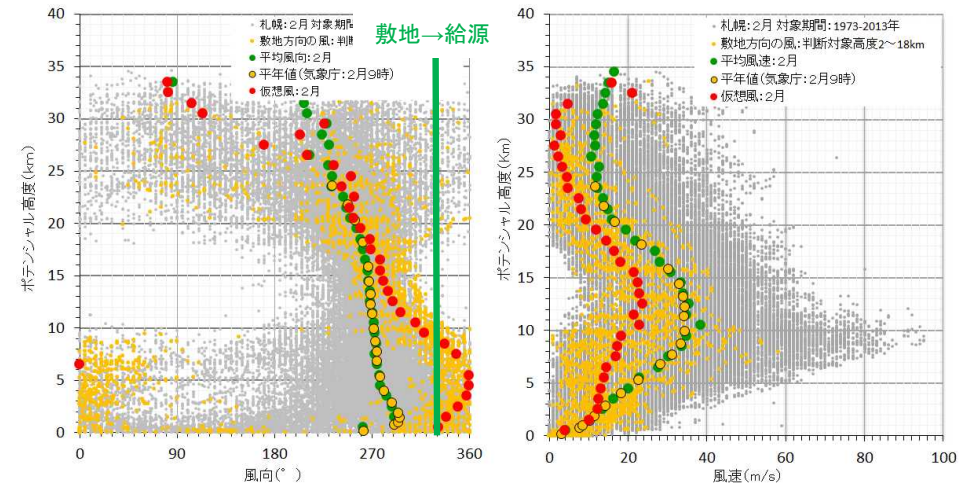 札幌：2月 対象期間
敷地方向の風：判断
平均風向：2月
平年値(気象庁：2月9時)
仮想風：2月
敷地→給源
40
35
30
25
20
15
10
5
0
ポテンシャル高度(km)
0 90 180 270 360
風向(°)
札幌：2月 対象期間：1973-2013年
敷地方向の風：判断対象高度2～18km
平均風速：2月
平年値(気象庁：2月9時)
仮想風：2月
40
35
30
25
20
15
10
5
0
ポテンシャル高度(Km)
0 20 40 60 80 100
風速(m/s)